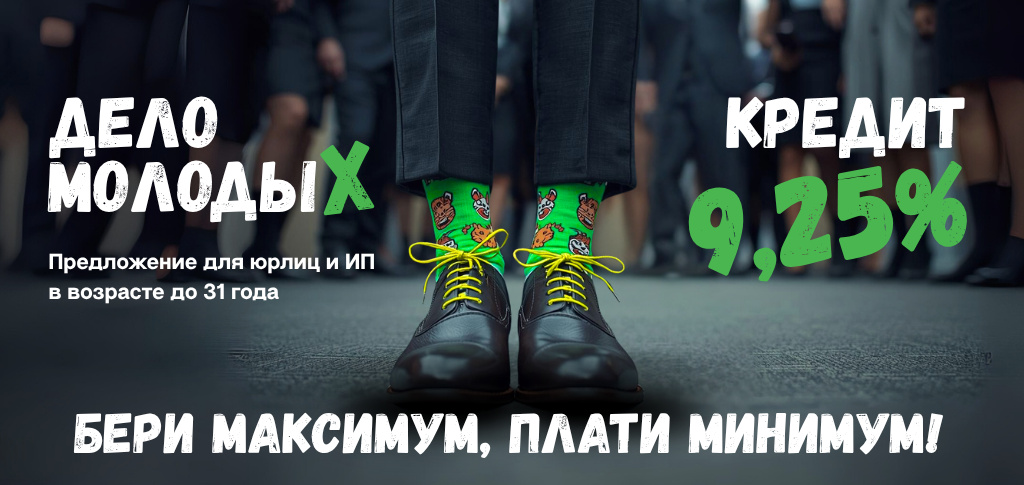 ДЕЛО
МОЛОДЫХ
Предложение для юрлиц и ИП
в возрасте до 31 года
КРЕДИТ
9,25%
БЕРИ МАКСИМУМ, ПЛАТИ МИНИМУМ!